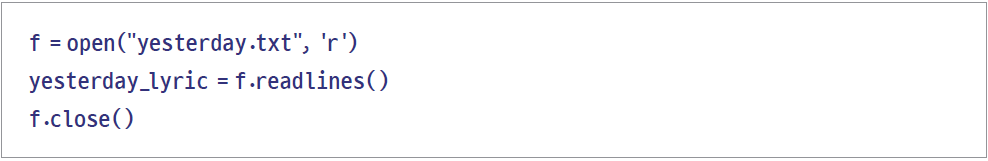 f = open("yesterday.txt", 'r')
yesterday_lyric = f.readlines()
f.close()